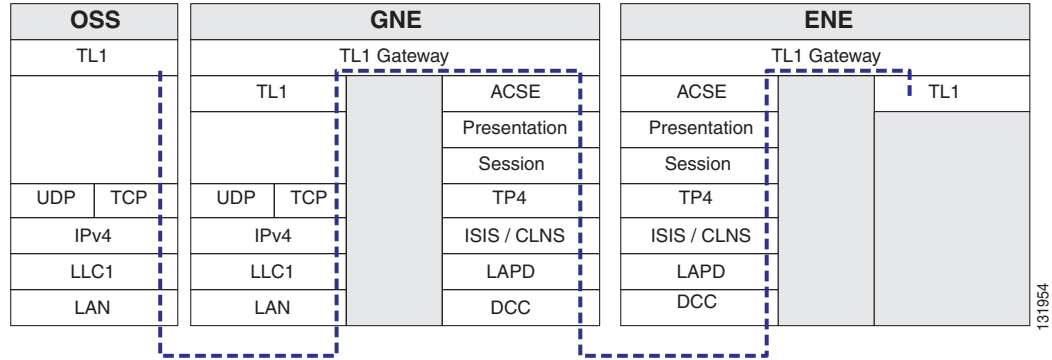 OSS GNE ENE
TL1 TL1 Gateway TL1 Gateway
TL1 ACSE ACSE TL1
Presentation Presentation
Session Session
UDP TCP UDP TCP TP4 TP4
IPv4 IPv4 ISIS / CLNS ISIS / CLNS
LLC1 LLC1 LAPD LAPD
LAN LAN DCC DCC
131954